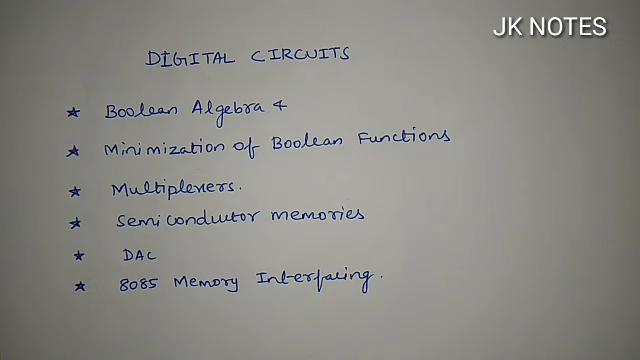 JK NOTES
DIGITAL CIRCUITS
★ Boolean Algebra &
★ Minimization of Boolean Functions
★ Multiplexers.
★ Semiconductor memories
★ DAC
★ 8085 Memory Interfacing.